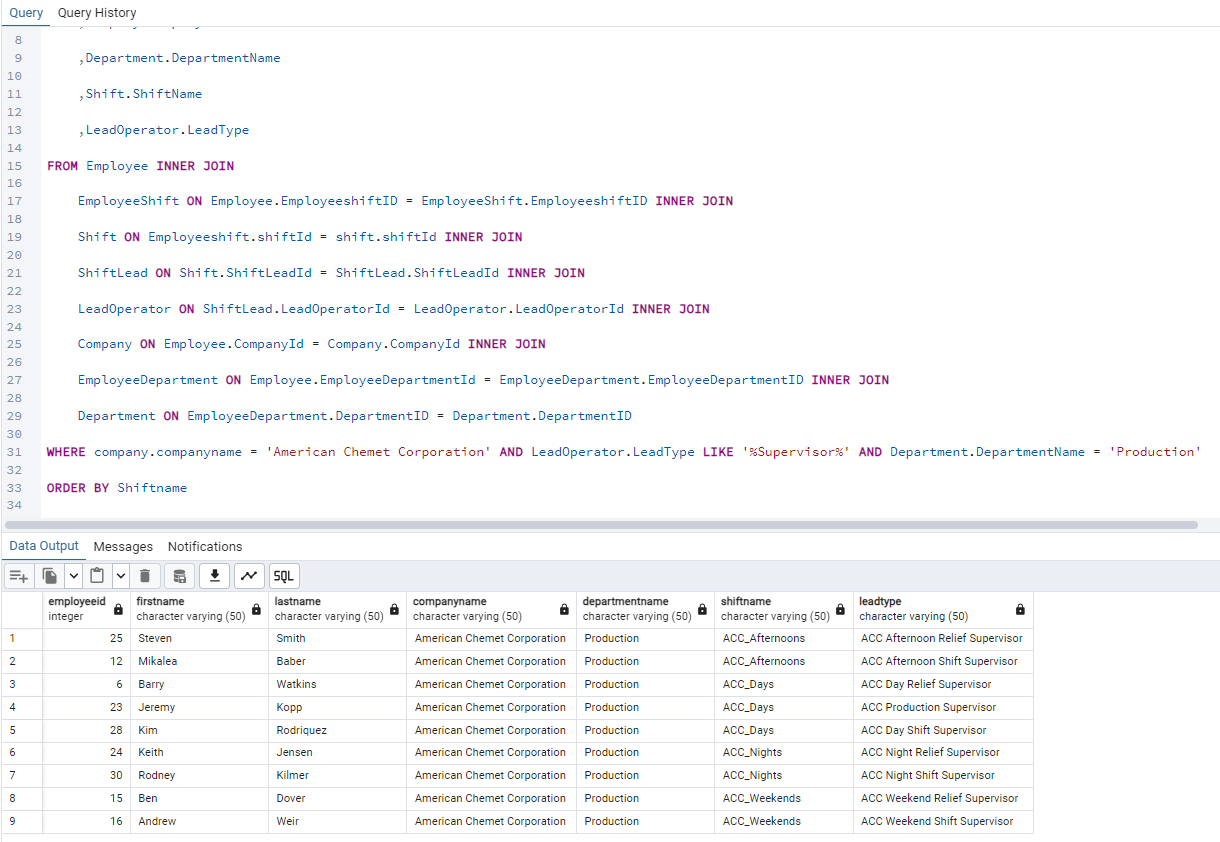 Query Query History
8
9 ,Department.DepartmentName
10
11 ,Shift.ShiftName
12
13 ,LeadOperator.LeadType
14
15 FROM Employee INNER JOIN
16
17 EmployeeShift ON Employee.EmployeeshiftID = EmployeeShift.EmployeeshiftID INNER JOIN
18
19 Shift ON Employeeshift.shiftId = shift.shiftId INNER JOIN
20
21 ShiftLead ON Shift.ShiftLeadId = ShiftLead.ShiftLeadId INNER JOIN
22
23 LeadOperator ON ShiftLead.LeadOperatorId = LeadOperator.LeadOperatorId INNER JOIN
24
25 Company ON Employee.CompanyId = Company.CompanyId INNER JOIN
26
27 EmployeeDepartment ON Employee.EmployeeDepartmentId = EmployeeDepartment.EmployeeDepartmentID INNER JOIN
28
29 Department ON EmployeeDepartment.DepartmentID = Department.DepartmentID
30
31 WHERE company.companyname = 'American Chemet Corporation' AND LeadOperator.LeadType LIKE '%Supervisor%' AND Department.DepartmentName = 'Production'
32
33 ORDER BY Shiftname
34
Data Output Messages Notifications
SQL
employeeid firstname lastname companyname departmentname shiftname leadtype
integer character varying (50) character varying (50) character varying (50) character varying (50) character varying (50) character varying (50)
1 25 Steven Smith American Chemet Corporation Production ACC_Afternoons ACC Afternoon Relief Supervisor
2 12 Mikalea Baber American Chemet Corporation Production ACC_Afternoons ACC Afternoon Shift Supervisor
3 6 Barry Watkins American Chemet Corporation Production ACC_Days ACC Day Relief Supervisor
4 23 Jeremy Kopp American Chemet Corporation Production ACC_Days ACC Production Supervisor
5 28 Kim Rodriquez American Chemet Corporation Production ACC_Days ACC Day Shift Supervisor
6 24 Keith Jensen American Chemet Corporation Production ACC_Nights ACC Night Relief Supervisor
7 30 Rodney Kilmer American Chemet Corporation Production ACC_Nights ACC Night Shift Supervisor
8 15 Ben Dover American Chemet Corporation Production ACC_Weekends ACC Weekend Relief Supervisor
9 16 Andrew Weir American Chemet Corporation Production ACC_Weekends ACC Weekend Shift Supervisor